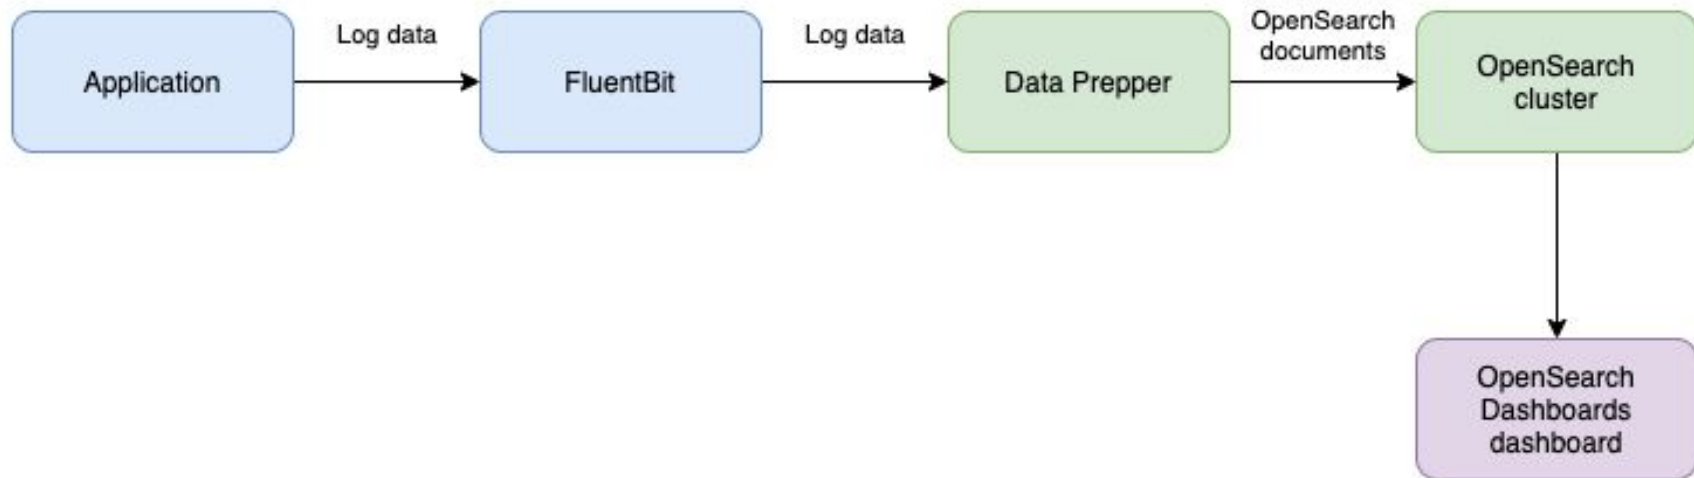 Application
Log data
FluentBit
Log data
Data Prepper
OpenSearch
documents
OpenSearch
cluster
OpenSearch
Dashboards
dashboard